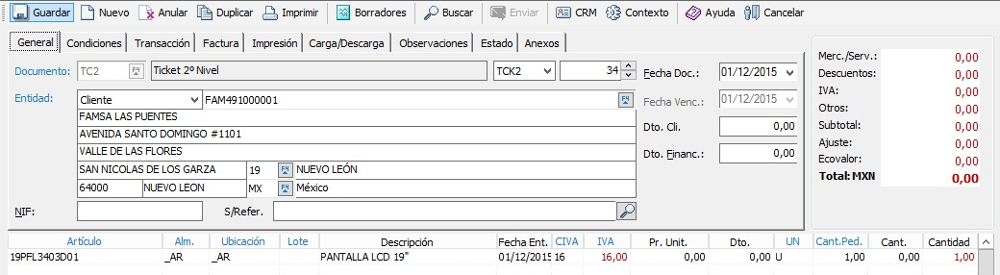 Guardar Nuevo Anular Duplicar Imprimir Borradores Buscar Enviar CRM Contexto Ayuda Cancelar
General Condiciones Transacción Factura Impresión Carga/Descarga Observaciones Estado Anexos
Documento: TC2 F4 Ticket 2º Nivel TCK2 34 Fecha Doc.: 01/12/2015
Entidad: Cliente FAM491000001 F4 Fecha Venc.: 01/12/2015
FAMSA LAS PUENTES
AVENIDA SANTO DOMINGO #1101 Dto. Cli. 0,00
VALLE DE LAS FLORES Dto. Financ.: 0,00
SAN NICOLAS DE LOS GARZA 19 F4 NUEVO LEÓN
64000 NUEVO LEON MX F4 México
NIF: S/Refer.
Merc./Serv.: 0,00
Descuentos: 0,00
IVA: 0,00
Otros: 0,00
Subtotal: 0,00
Ajuste: 0,00
Ecovalor: 0,00
Total: MXN 0,00
Artículo Alm. Ubicación Lote Descripción Fecha Ent. CIVA IVA Pr. Unit. Dto. UN Cant.Ped. Cant. Cantidad
19PFL3403D01 _AR _AR PANTALLA LCD 19" 01/12/2015 16 16,00 0,00 0,00 U 1,00 0,00 1,00